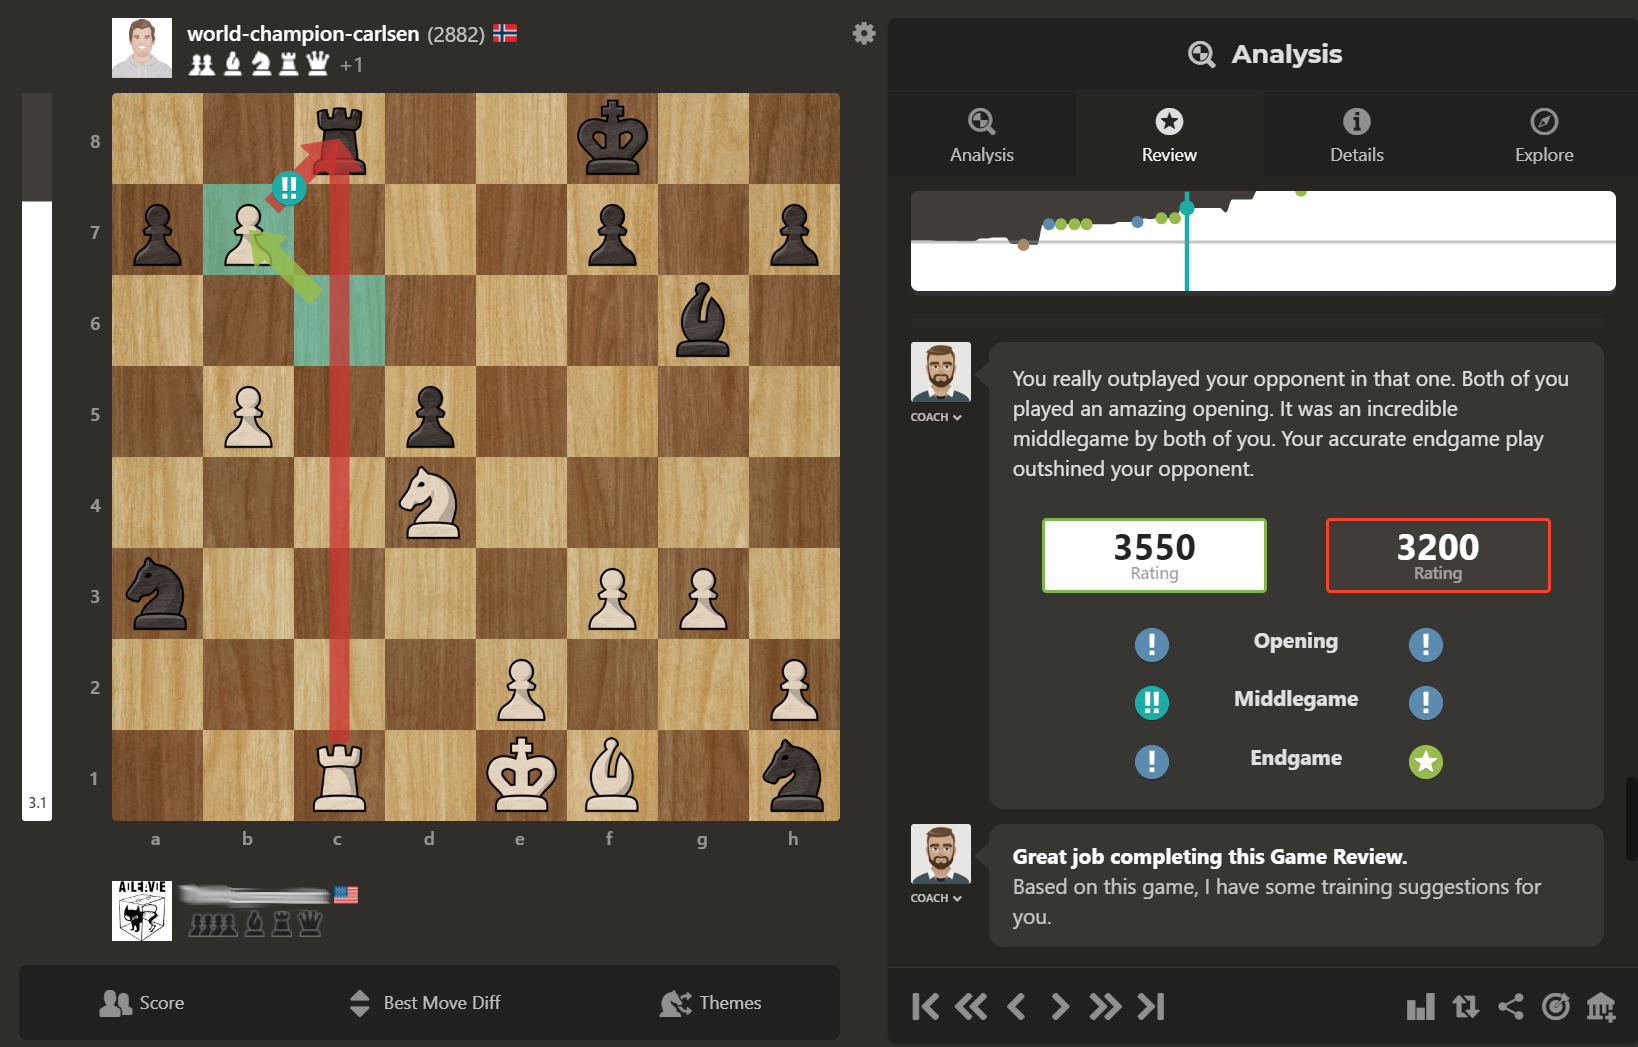 world-champion-carlsen (2882)
+1
8
7
6
5
4
3
2
1
a b c d e f g h
!!
3.1
Score
Best Move Diff
Themes
Analysis
Analysis
Review
Details
Explore
COACH
You really outplayed your opponent in that one. Both of you
played an amazing opening. It was an incredible
middlegame by both of you. Your accurate endgame play
outshined your opponent.
3550
Rating
3200
Rating
! Opening !
!! Middlegame !
! Endgame
COACH
Great job completing this Game Review.
Based on this game, I have some training suggestions for
you.